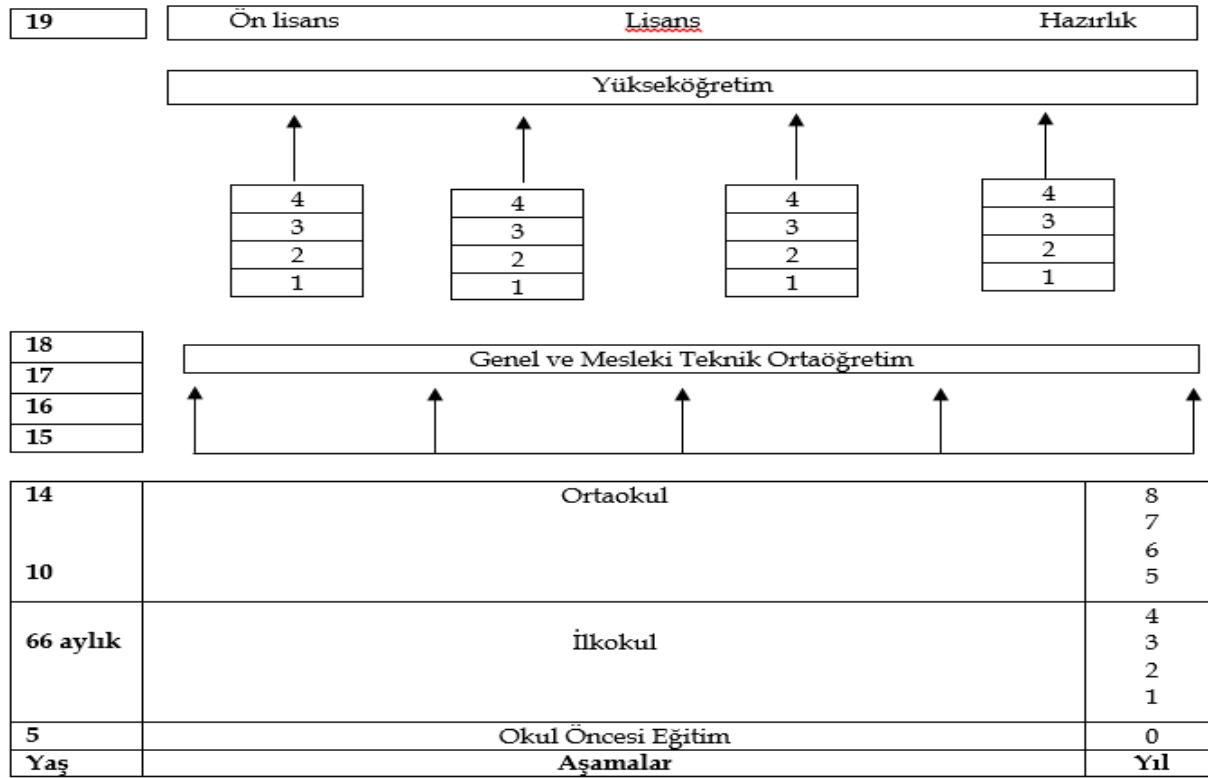 19 Ön lisans Lisans Hazırlık
Yükseköğretim
4 4 4 4
3 3 3 3
2 2 2 2
1 1 1 1
18 Genel ve Mesleki Teknik Ortaöğretim
17
16
15
14 Ortaokul 8
7
6
10 5
4
66 aylık İlkokul 3
2
1
5 Okul Öncesi Eğitim 0
Yaş Aşamalar Yıl